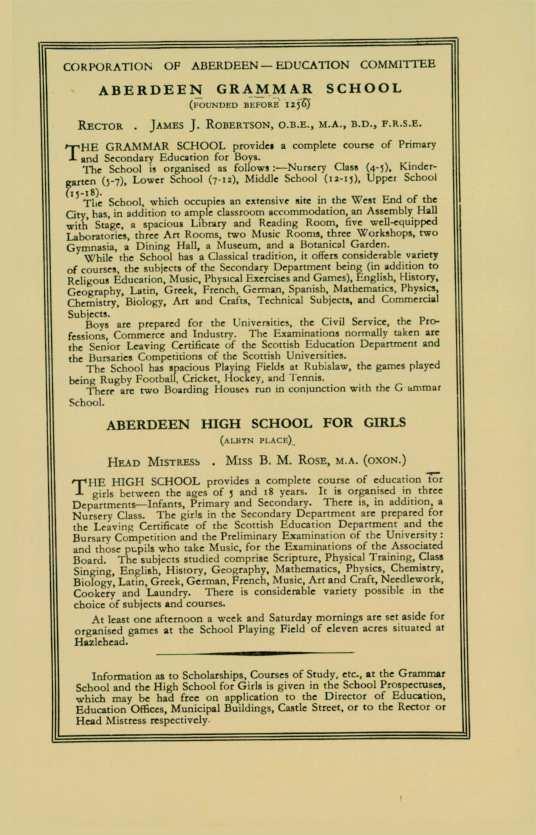 CORPORATION OF ABERDEEN — EDUCATION COMMITTEE
ABERDEEN GRAMMAR SCHOOL
(FOUNDED BEFORE 1256)
RECTOR . JAMES J. ROBERTSON, O.B.E., M.A., B.D., F.R.S.E.
THE GRAMMAR SCHOOL provides a complete course of Primary
and Secondary Education for Boys.
The School is organised as follows :—Nursery Class (4-5), Kinder-
garten (5-7), Lower School (7-12), Middle School (12-15), Upper School
(15-18).
The School, which occupies an extensive site in the West End of the
City, has, in addition to ample classroom accommodation, an Assembly Hall
with Stage, a spacious Library and Reading Room, five well-equipped
Laboratories, three Art Rooms, two Music Rooms, three Workshops, two
Gymnasia, a Dining Hall, a Museum, and a Botanical Garden.
While the School has a Classical tradition, it offers considerable variety
of courses, the subjects of the Secondary Department being (in addition to
Religous Education, Music, Physical Exercises and Games), English, History,
Geography, Latin, Greek, French, German, Spanish, Mathematics, Physics,
Chemistry, Biology, Art and Crafts, Technical Subjects, and Commercial
Subjects.
Boys are prepared for the Universities, the Civil Service, the Pro-
fessions, Commerce and Industry. The Examinations normally taken are
the Senior Leaving Certificate of the Scottish Education Department and
the Bursaries Competitions of the Scottish Universities.
The School has spacious Playing Fields at Rubislaw, the games played
being Rugby Football, Cricket, Hockey, and Tennis.
There are two Boarding Houses run in conjunction with the G ammar
School.
ABERDEEN HIGH SCHOOL FOR GIRLS
(ALBYN PLACE).
HEAD MISTRESS . MISS B. M. ROSE, M.A. (OXON.)
THE HIGH SCHOOL provides a complete course of education for
girls between the ages of 5 and 18 years. It is organised in three
Departments—Infants, Primary and Secondary. There is, in addition, a
Nursery Class. The girls in the Secondary Department are prepared for
the Leaving Certificate of the Scottish Education Department and the
Bursary Competition and the Preliminary Examination of the University :
and those pupils who take Music, for the Examinations of the Associated
Board. The subjects studied comprise Scripture, Physical Training, Class
Singing, English, History, Geography, Mathematics, Physics, Chemistry,
Biology, Latin, Greek, German, French, Music, Art and Craft, Needlework,
Cookery and Laundry. There is considerable variety possible in the
choice of subjects and courses.
At least one afternoon a week and Saturday mornings are set aside for
organised games at the School Playing Field of eleven acres situated at
Hazlehead.
Information as to Scholarships, Courses of Study, etc., at the Grammar
School and the High School for Girls is given in the School Prospectuses,
which may be had free on application to the Director of Education,
Education Offices, Municipal Buildings, Castle Street, or to the Rector or
Head Mistress respectively.